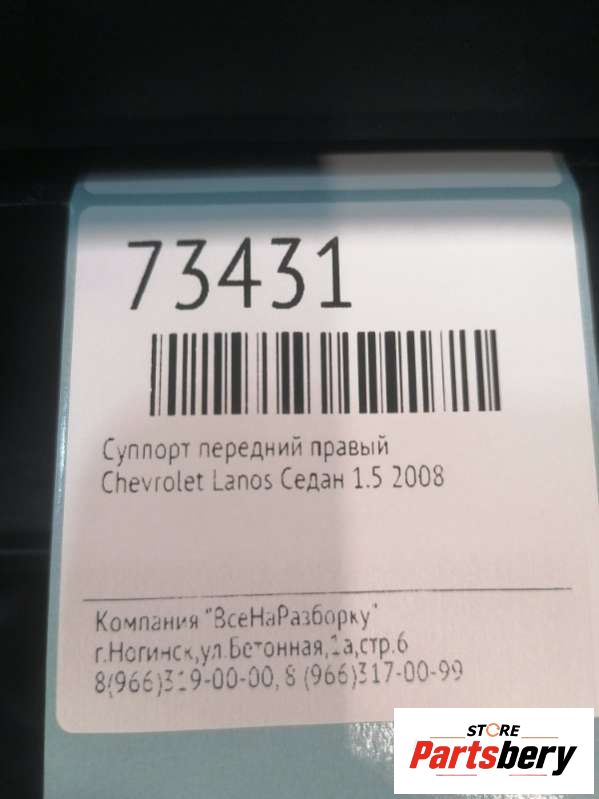 73431
Суппорт передний правый
Chevrolet Lanos Седан 1.5 2008
Компания "ВсеНаРазборку"
г.Ногинск,ул.Бетонная,1а,стр.6
8(966)319-00-00, 8 (966)317-00-99
STORE
Partsbery